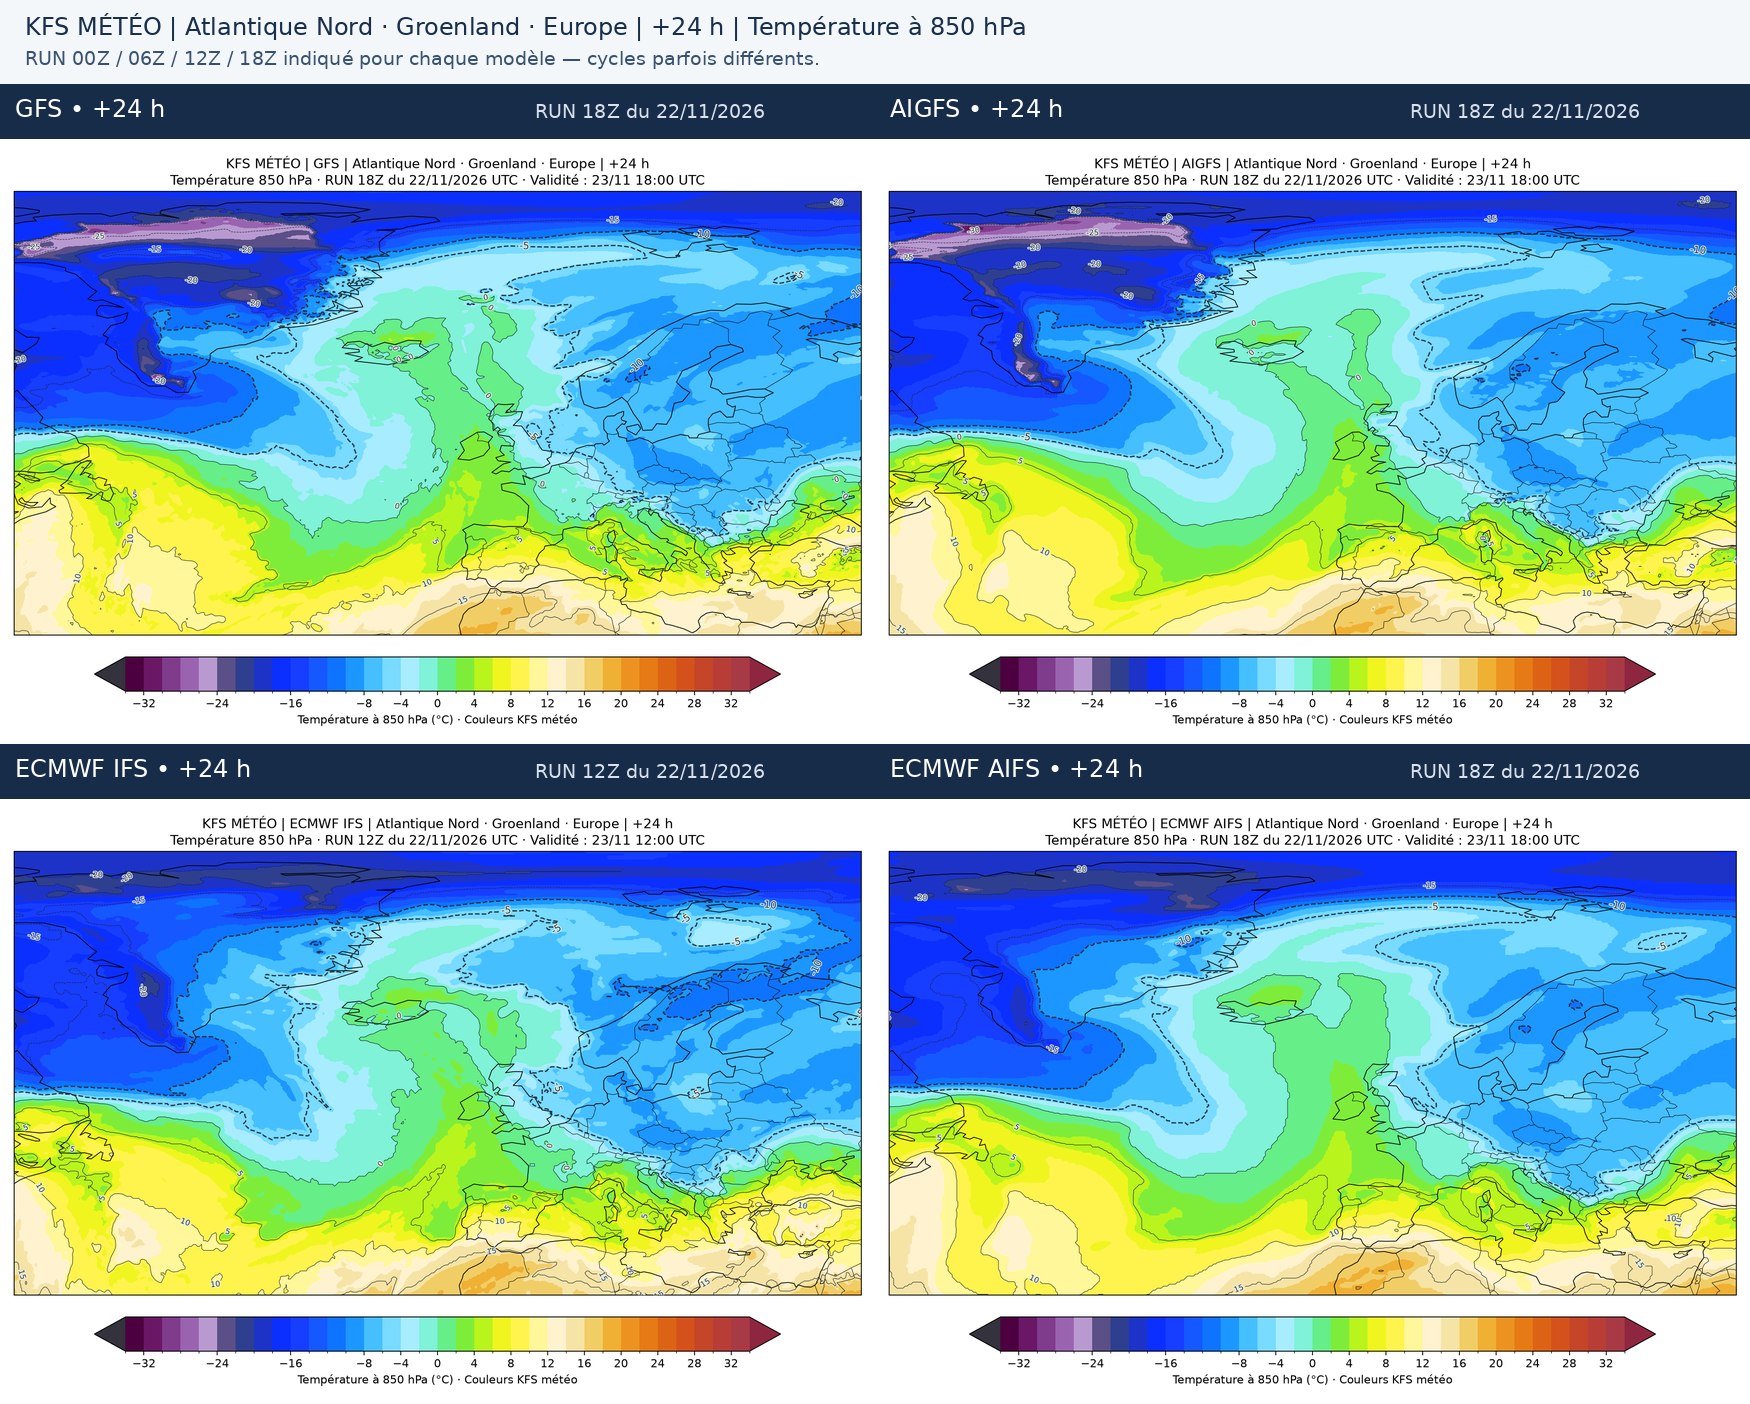 KFS MÉTÉO | Atlantique Nord · Groenland · Europe | +24 h | Température à 850 hPa
RUN 00Z / 06Z / 12Z / 18Z indiqué pour chaque modèle — cycles parfois différents.
GFS • +24 h
RUN 18Z du 22/11/2026
AIGFS • +24 h
RUN 18Z du 22/11/2026
KFS MÉTÉO | GFS | Atlantique Nord · Groenland · Europe | +24 h
Température 850 hPa · RUN 18Z du 22/11/2026 UTC · Validité : 23/11 18:00 UTC
KFS MÉTÉO | AIGFS | Atlantique Nord · Groenland · Europe | +24 h
Température 850 hPa · RUN 18Z du 22/11/2026 UTC · Validité : 23/11 18:00 UTC
−32 −24 −16 −8 −4 0 4 8 12 16 20 24 28 32
Température à 850 hPa (°C) · Couleurs KFS météo
−32 −24 −16 −8 −4 0 4 8 12 16 20 24 28 32
Température à 850 hPa (°C) · Couleurs KFS météo
ECMWF IFS • +24 h
RUN 12Z du 22/11/2026
ECMWF AIFS • +24 h
RUN 18Z du 22/11/2026
KFS MÉTÉO | ECMWF IFS | Atlantique Nord · Groenland · Europe | +24 h
Température 850 hPa · RUN 12Z du 22/11/2026 UTC · Validité : 23/11 12:00 UTC
KFS MÉTÉO | ECMWF AIFS | Atlantique Nord · Groenland · Europe | +24 h
Température 850 hPa · RUN 18Z du 22/11/2026 UTC · Validité : 23/11 18:00 UTC
−32 −24 −16 −8 −4 0 4 8 12 16 20 24 28 32
Température à 850 hPa (°C) · Couleurs KFS météo
−32 −24 −16 −8 −4 0 4 8 12 16 20 24 28 32
Température à 850 hPa (°C) · Couleurs KFS météo